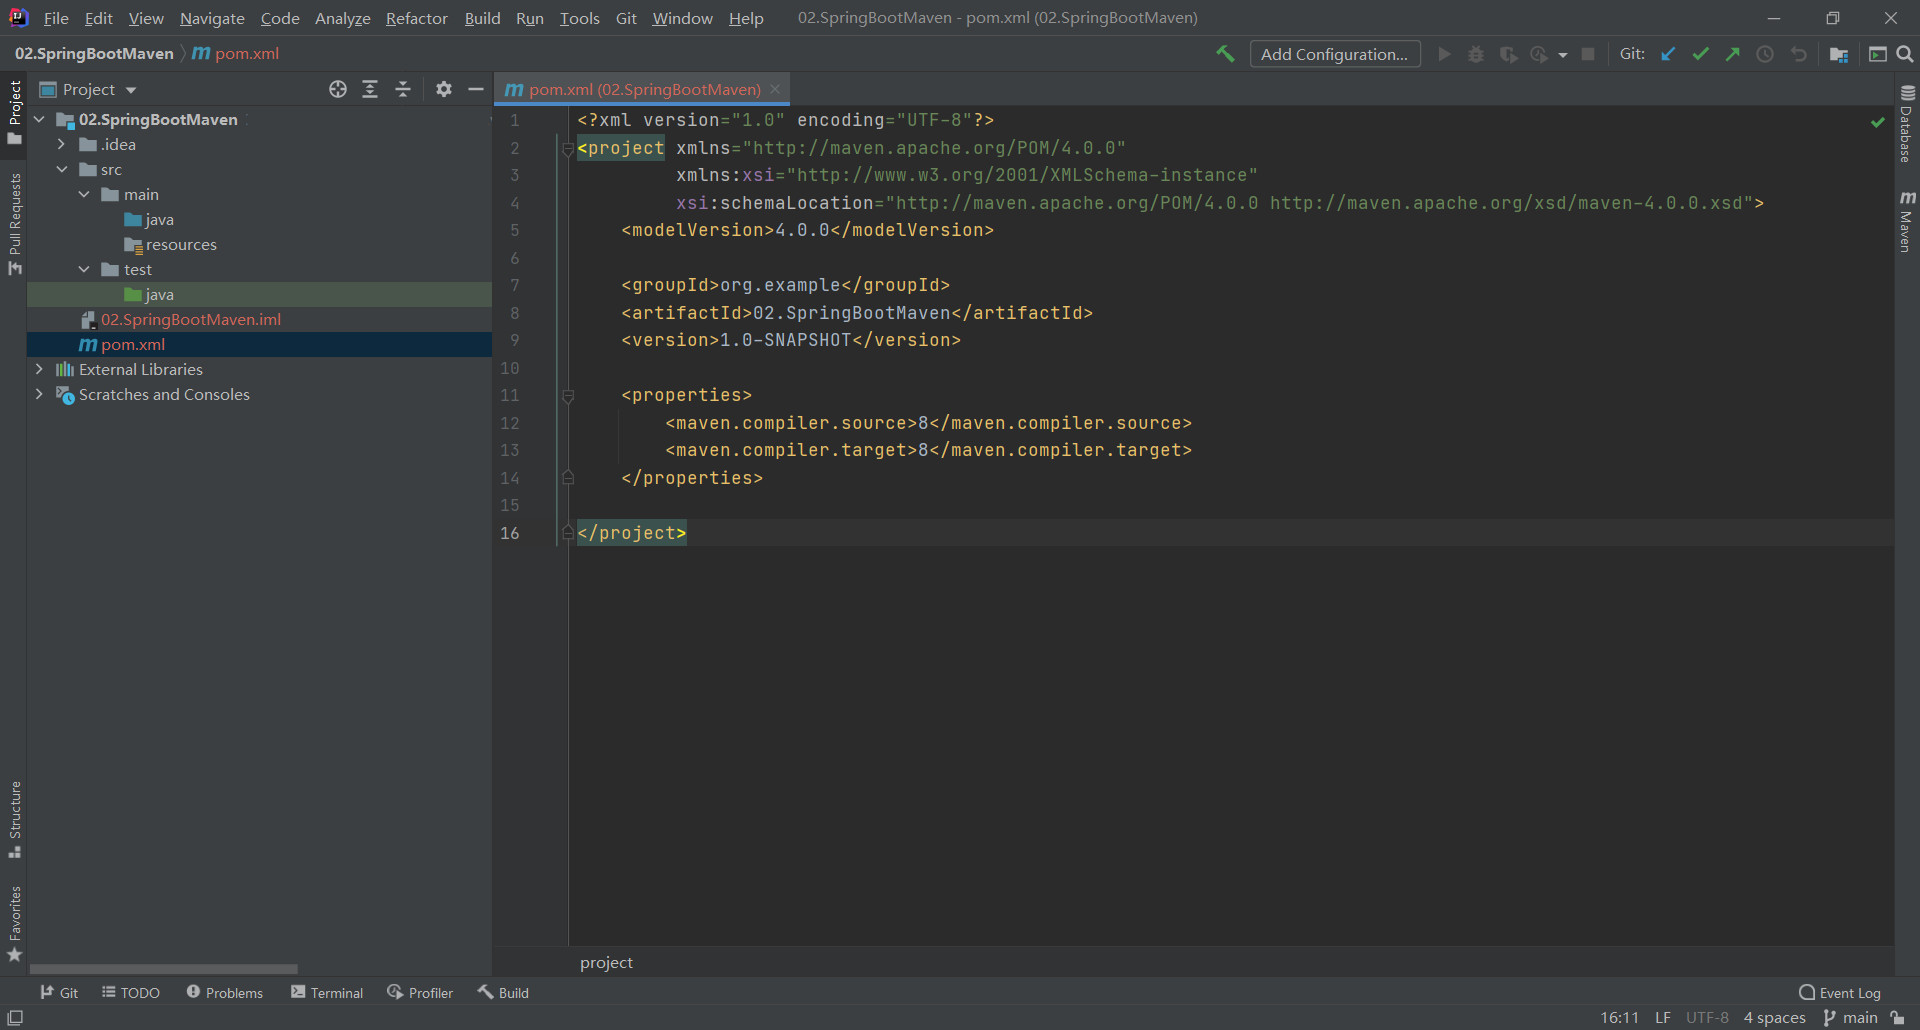 File Edit View Navigate Code Analyze Refactor Build Run Tools Git Window Help 02.SpringBootMaven - pom.xml (02.SpringBootMaven)
02.SpringBootMaven pom.xml Add Configuration... Git:
Project
pom.xml (02.SpringBootMaven)
02.SpringBootMaven
.idea
src
main
java
resources
test
java
02.SpringBootMaven.iml
pom.xml
External Libraries
Scratches and Consoles
1 <?xml version="1.0" encoding="UTF-8"?>
2 <project xmlns="http://maven.apache.org/POM/4.0.0"
3 xmlns:xsi="http://www.w3.org/2001/XMLSchema-instance"
4 xsi:schemaLocation="http://maven.apache.org/POM/4.0.0 http://maven.apache.org/xsd/maven-4.0.0.xsd">
5 <modelVersion>4.0.0</modelVersion>
6
7 <groupId>org.example</groupId>
8 <artifactId>02.SpringBootMaven</artifactId>
9 <version>1.0-SNAPSHOT</version>
10
11 <properties>
12 <maven.compiler.source>8</maven.compiler.source>
13 <maven.compiler.target>8</maven.compiler.target>
14 </properties>
15
16 </project>
project
Project
Pull Requests
Structure
Favorites
Database
Maven
Git TODO Problems Terminal Profiler Build Event Log
16:11 LF UTF-8 4 spaces main